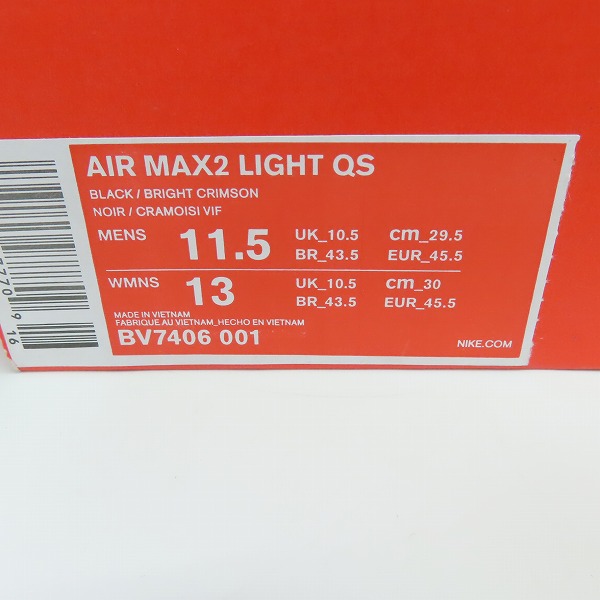 AIR MAX2 LIGHT QS
BLACK / BRIGHT CRIMSON
NOIR / CRAMOISI VIF
MENS 11.5 UK_10.5 cm_29.5
BR_43.5 EUR_45.5
WMNS 13 UK_10.5 cm_30
BR_43.5 EUR_45.5
MADE IN VIETNAM
FABRIQUE AU VIETNAM_HECHO EN VIETNAM
BV7406 001
NIKE.COM